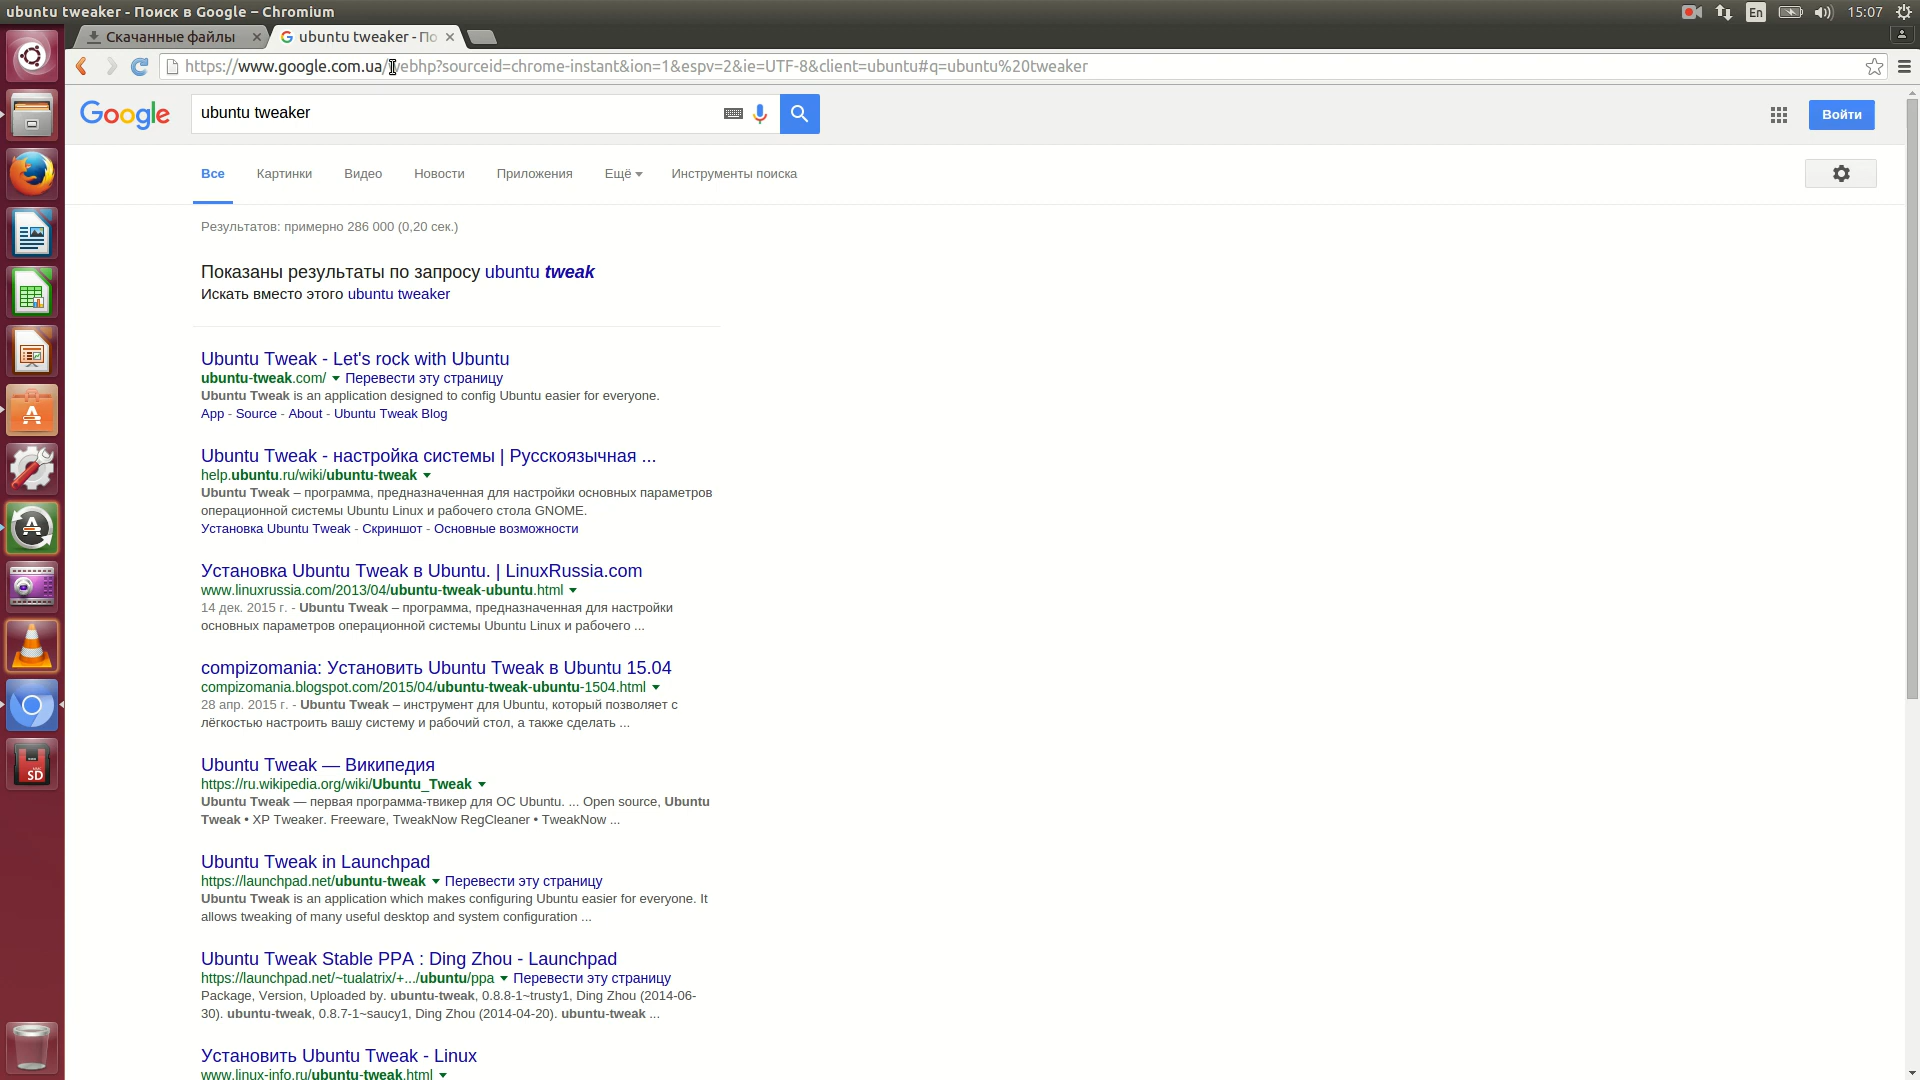 ubuntu tweaker - Поиск в Google – Chromium
En
15:07
Скачанные файлы
ubuntu tweaker - По
https://www.google.com.ua/webhp?sourceid=chrome-instant&ion=1&espv=2&ie=UTF-8&client=ubuntu#q=ubuntu%20tweaker
Google
ubuntu tweaker
Войти
Все
Картинки
Видео
Новости
Приложения
Ещё
Инструменты поиска
Результатов: примерно 286 000 (0,20 сек.)
Показаны результаты по запросу ubuntu tweak
Искать вместо этого ubuntu tweaker
Ubuntu Tweak - Let's rock with Ubuntu
ubuntu-tweak.com/ Перевести эту страницу
Ubuntu Tweak is an application designed to config Ubuntu easier for everyone.
App - Source - About - Ubuntu Tweak Blog
Ubuntu Tweak - настройка системы | Русскоязычная ...
help.ubuntu.ru/wiki/ubuntu-tweak
Ubuntu Tweak – программа, предназначенная для настройки основных параметров
операционной системы Ubuntu Linux и рабочего стола GNOME.
Установка Ubuntu Tweak - Скриншот - Основные возможности
Установка Ubuntu Tweak в Ubuntu. | LinuxRussia.com
www.linuxrussia.com/2013/04/ubuntu-tweak-ubuntu.html
14 дек. 2015 г. - Ubuntu Tweak – программа, предназначенная для настройки
основных параметров операционной системы Ubuntu Linux и рабочего ...
compizomania: Установить Ubuntu Tweak в Ubuntu 15.04
compizomania.blogspot.com/2015/04/ubuntu-tweak-ubuntu-1504.html
28 апр. 2015 г. - Ubuntu Tweak – инструмент для Ubuntu, который позволяет с
лёгкостью настроить вашу систему и рабочий стол, а также сделать ...
Ubuntu Tweak — Википедия
https://ru.wikipedia.org/wiki/Ubuntu_Tweak
Ubuntu Tweak — первая программа-твикер для ОС Ubuntu. ... Open source, Ubuntu
Tweak • XP Tweaker. Freeware, TweakNow RegCleaner • TweakNow ...
Ubuntu Tweak in Launchpad
https://launchpad.net/ubuntu-tweak Перевести эту страницу
Ubuntu Tweak is an application which makes configuring Ubuntu easier for everyone. It
allows tweaking of many useful desktop and system configuration ...
Ubuntu Tweak Stable PPA : Ding Zhou - Launchpad
https://launchpad.net/~tualatrix/+.../ubuntu/ppa Перевести эту страницу
Package, Version, Uploaded by. ubuntu-tweak, 0.8.8-1~trusty1, Ding Zhou (2014-06-
30). ubuntu-tweak, 0.8.7-1~saucy1, Ding Zhou (2014-04-20). ubuntu-tweak ...
Установить Ubuntu Tweak - Linux
www.linux-info.ru/ubuntu-tweak.html
SD